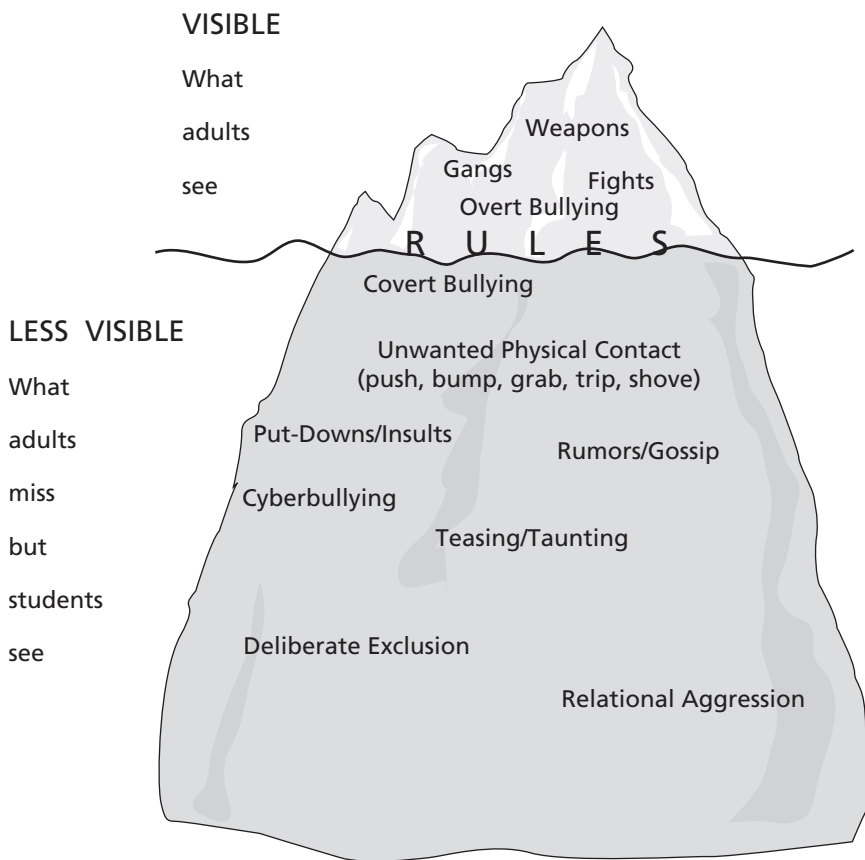 VISIBLE
What
adults
see
Weapons
Gangs
Fights
Overt Bullying
R U L E S
Covert Bullying
LESS VISIBLE
What
adults
miss
but
students
see
Unwanted Physical Contact
(push, bump, grab, trip, shove)
Put-Downs/Insults
Rumors/Gossip
Cyberbullying
Teasing/Taunting
Deliberate Exclusion
Relational Aggression